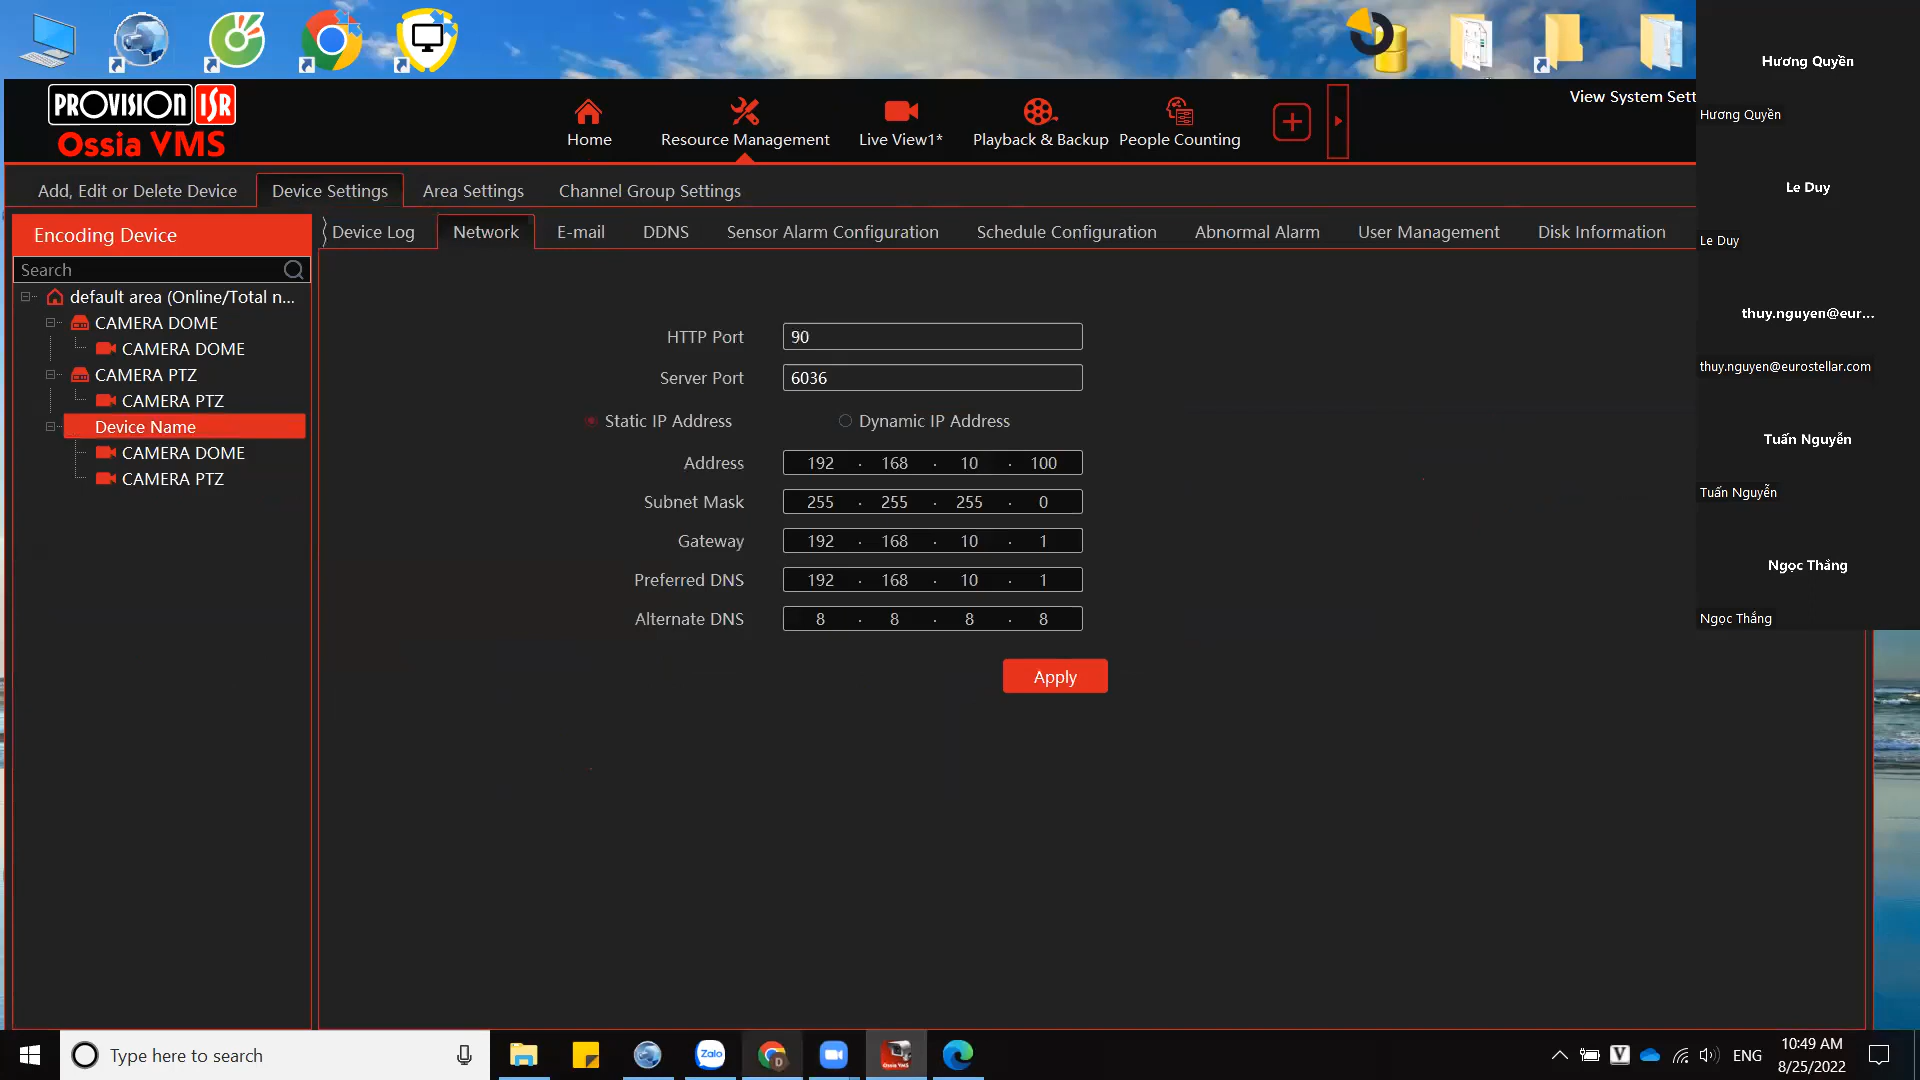 PROVISION ISR
Ossia VMS
Home
Resource Management
Live View1*
Playback & Backup
People Counting
View System Sett
Add, Edit or Delete Device
Device Settings
Area Settings
Channel Group Settings
Encoding Device
Search
default area (Online/Total n...
CAMERA DOME
CAMERA DOME
CAMERA PTZ
CAMERA PTZ
Device Name
CAMERA DOME
CAMERA PTZ
Device Log
Network
E-mail
DDNS
Sensor Alarm Configuration
Schedule Configuration
Abnormal Alarm
User Management
Disk Information
HTTP Port 90
Server Port 6036
Static IP Address Dynamic IP Address
Address 192 . 168 . 10 . 100
Subnet Mask 255 . 255 . 255 . 0
Gateway 192 . 168 . 10 . 1
Preferred DNS 192 . 168 . 10 . 1
Alternate DNS 8 . 8 . 8 . 8
Apply
Hương Quyền
Hương Quyền
Le Duy
Le Duy
thuy.nguyen@eur...
thuy.nguyen@eurostellar.com
Tuấn Nguyễn
Tuấn Nguyễn
Ngọc Thắng
Ngọc Thắng
Type here to search
Zalo
D
Ossia VMS
V
ENG
10:49 AM
8/25/2022